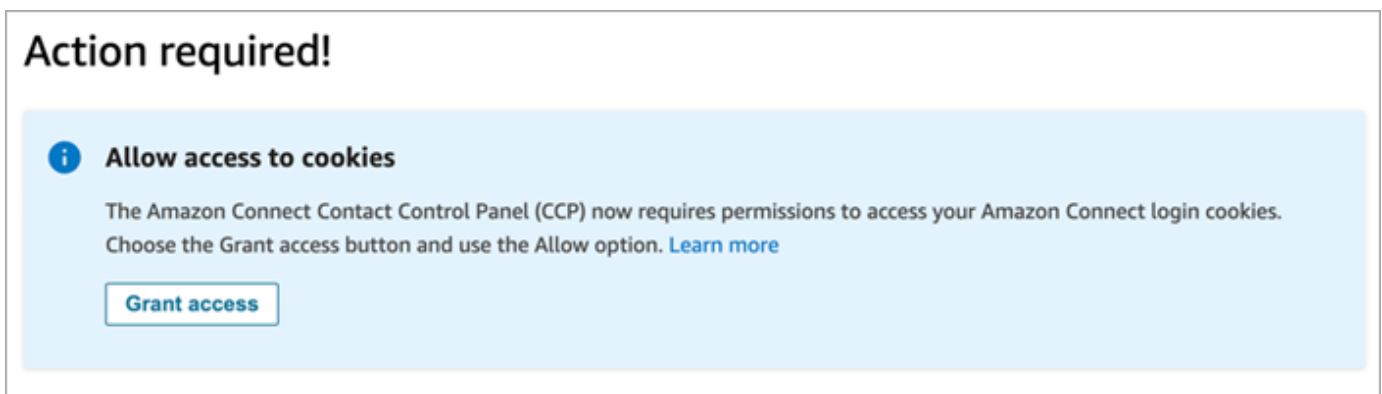 Action required!
Allow access to cookies
The Amazon Connect Contact Control Panel (CCP) now requires permissions to access your Amazon Connect login cookies.
Choose the Grant access button and use the Allow option. Learn more
Grant access